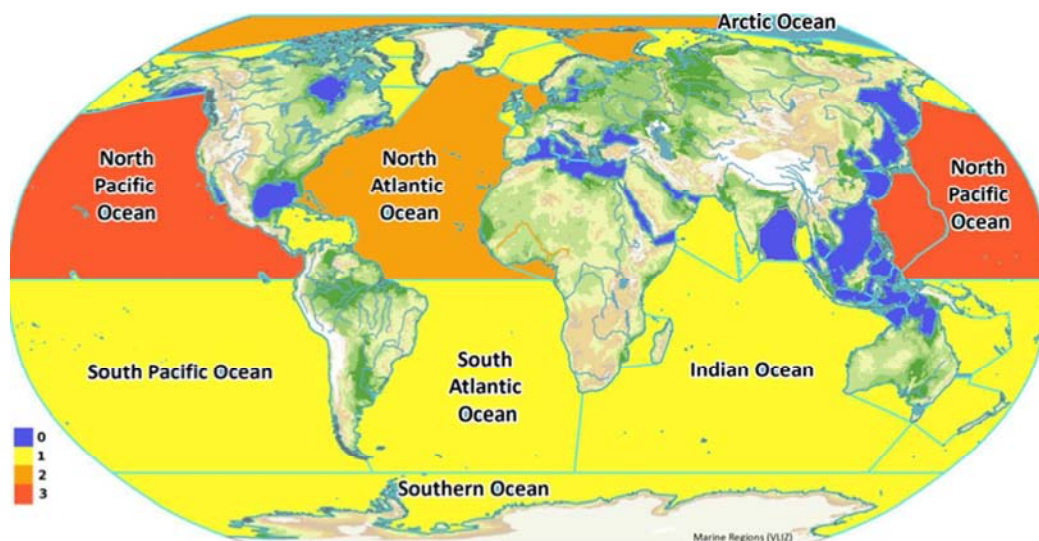 Arctic Ocean
North
Pacific
Ocean
North
Atlantic
Ocean
North
Pacific
Ocean
South Pacific Ocean
South
Atlantic
Ocean
Indian Ocean
0
1
2
3
Southern Ocean
Marine Regions (VLIZ)